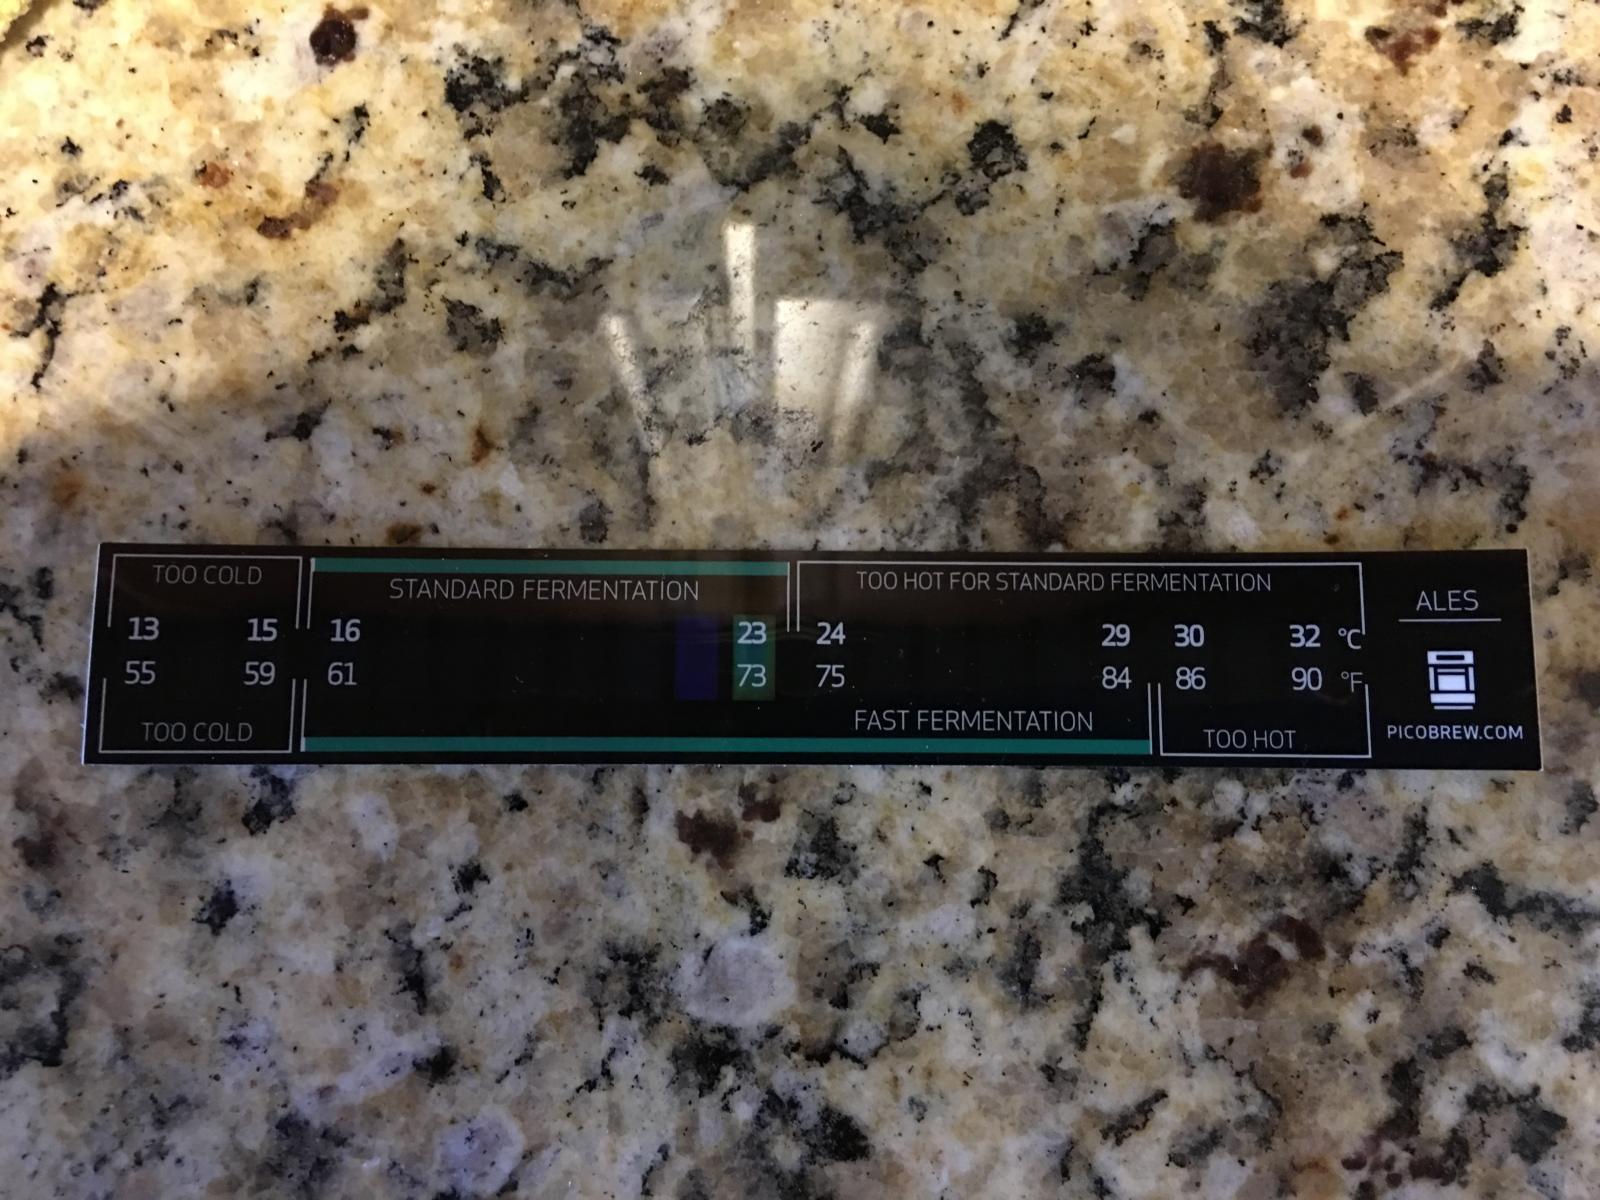 TOO COLD
STANDARD FERMENTATION
TOO HOT FOR STANDARD FERMENTATION
ALES
13 15 16 23 24 29 30 32 °C
55 59 61 73 75 84 86 90 °F
TOO COLD
FAST FERMENTATION
TOO HOT
PICOBREW.COM